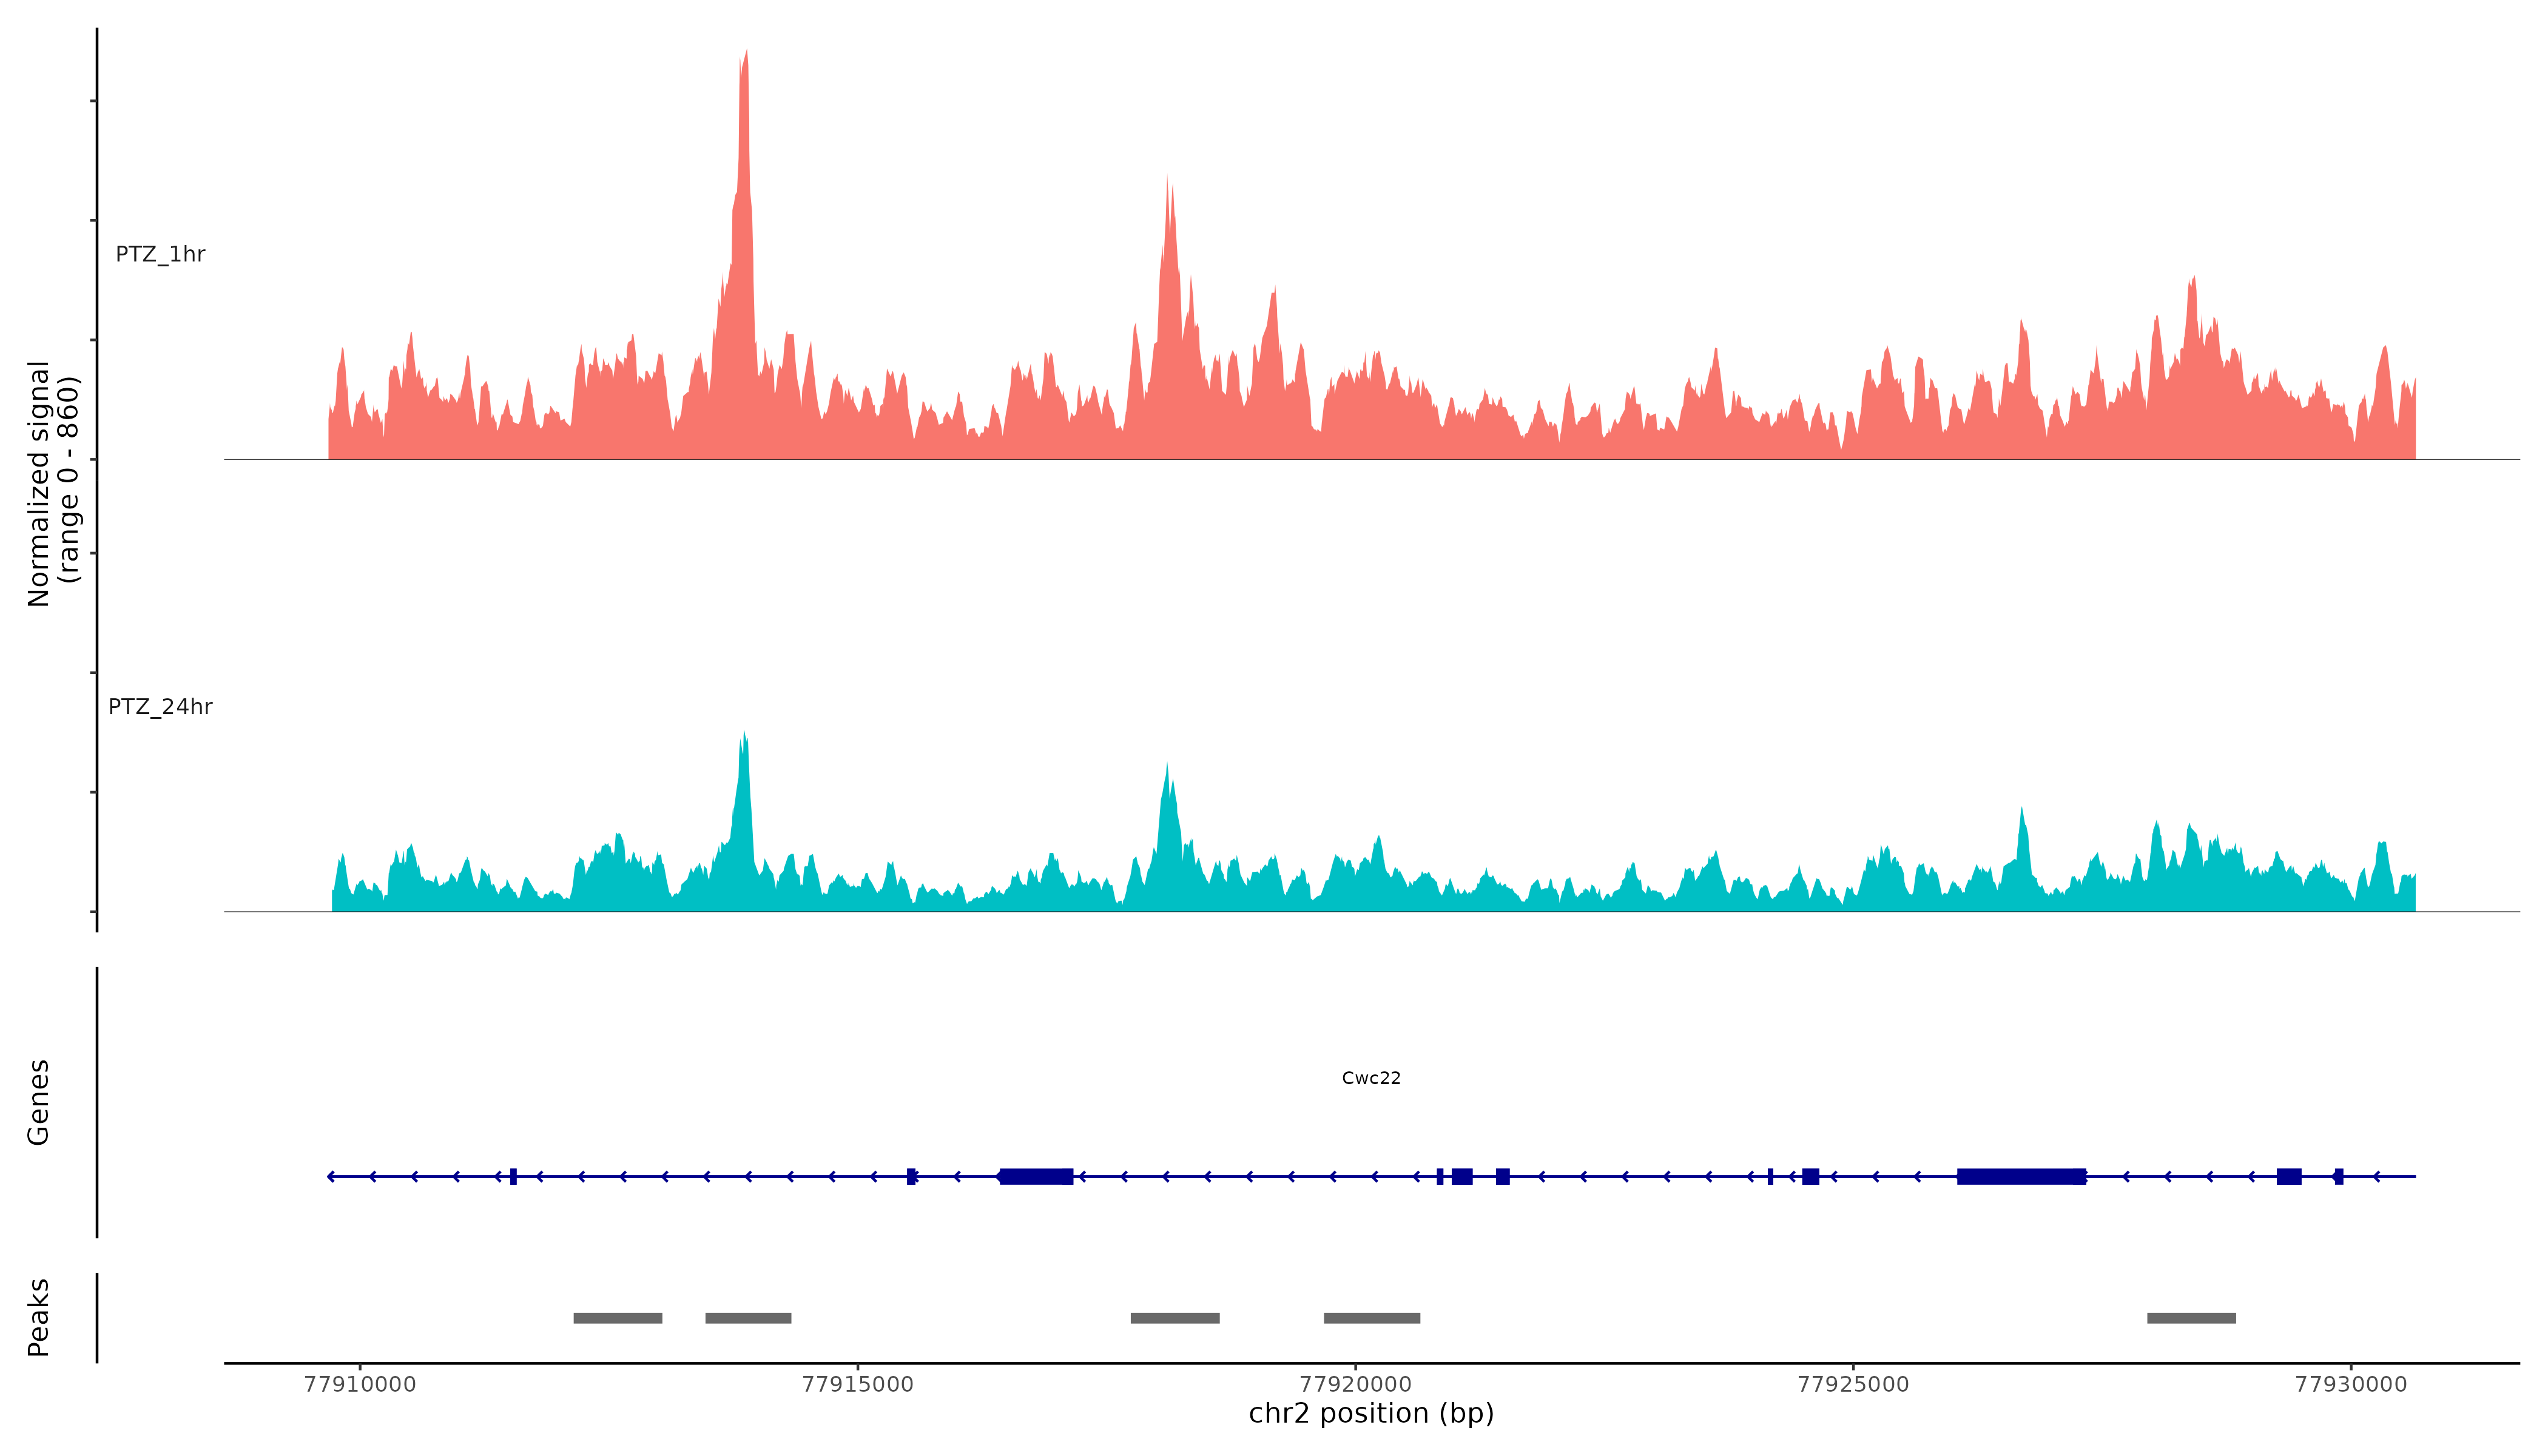 Normalized signal
(range 0 - 860)
PTZ_1hr
PTZ_24hr
Genes
Cwc22
Peaks
77910000 77915000 77920000 77925000 77930000
chr2 position (bp)